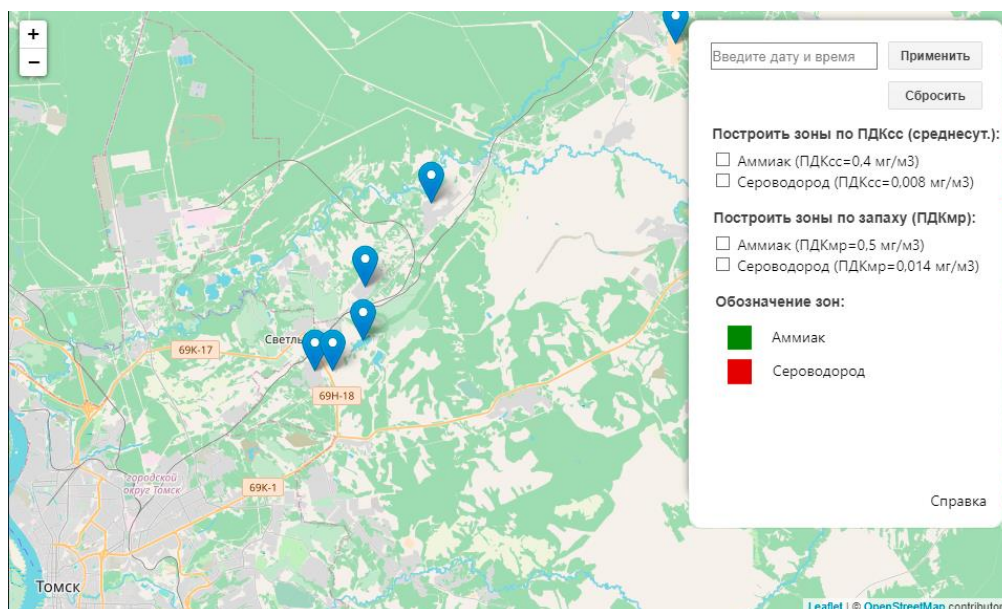 +
−
Введите дату и время
Применить
Сбросить
Построить зоны по ПДКсс (среднесут.):
Аммиак (ПДКсс=0,4 мг/м3)
Сероводород (ПДКсс=0,008 мг/м3)
Построить зоны по запаху (ПДКмр):
Аммиак (ПДКмр=0,5 мг/м3)
Сероводород (ПДКмр=0,014 мг/м3)
Обозначение зон:
Аммиак
Сероводород
Справка
Светлы
69К-17
69Н-18
городской
округ Томск
69К-1
Томск
Leaflet | © OpenStreetMap contributor